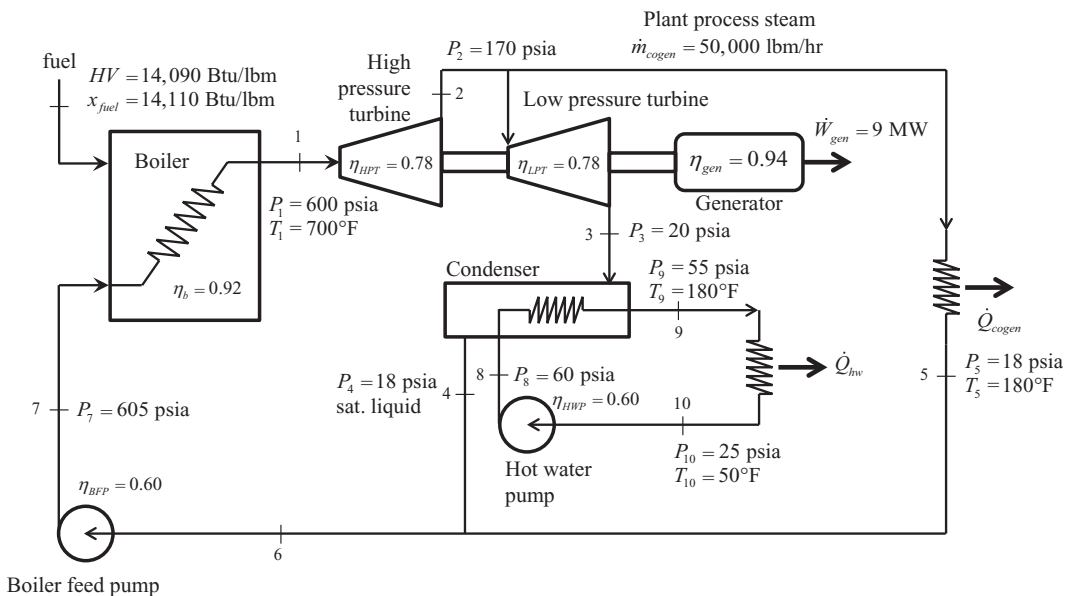 Plant process steam
ṁ_cogen = 50,000 lbm/hr
P_2 = 170 psia
fuel
HV = 14,090 Btu/lbm
x_fuel = 14,110 Btu/lbm
High
pressure
turbine
2
Low pressure turbine
Ẇ_gen = 9 MW
1
Boiler
η_HPT = 0.78
η_LPT = 0.78
η_gen = 0.94
Generator
P_1 = 600 psia
T_1 = 700°F
3
P_3 = 20 psia
Condenser
P_9 = 55 psia
T_9 = 180°F
η_b = 0.92
9
Q̇_cogen
Q̇_hw
P_4 = 18 psia
sat. liquid
4
8
P_8 = 60 psia
5
P_5 = 18 psia
T_5 = 180°F
7
P_7 = 605 psia
η_HWP = 0.60
10
P_10 = 25 psia
T_10 = 50°F
Hot water
pump
η_BFP = 0.60
6
Boiler feed pump